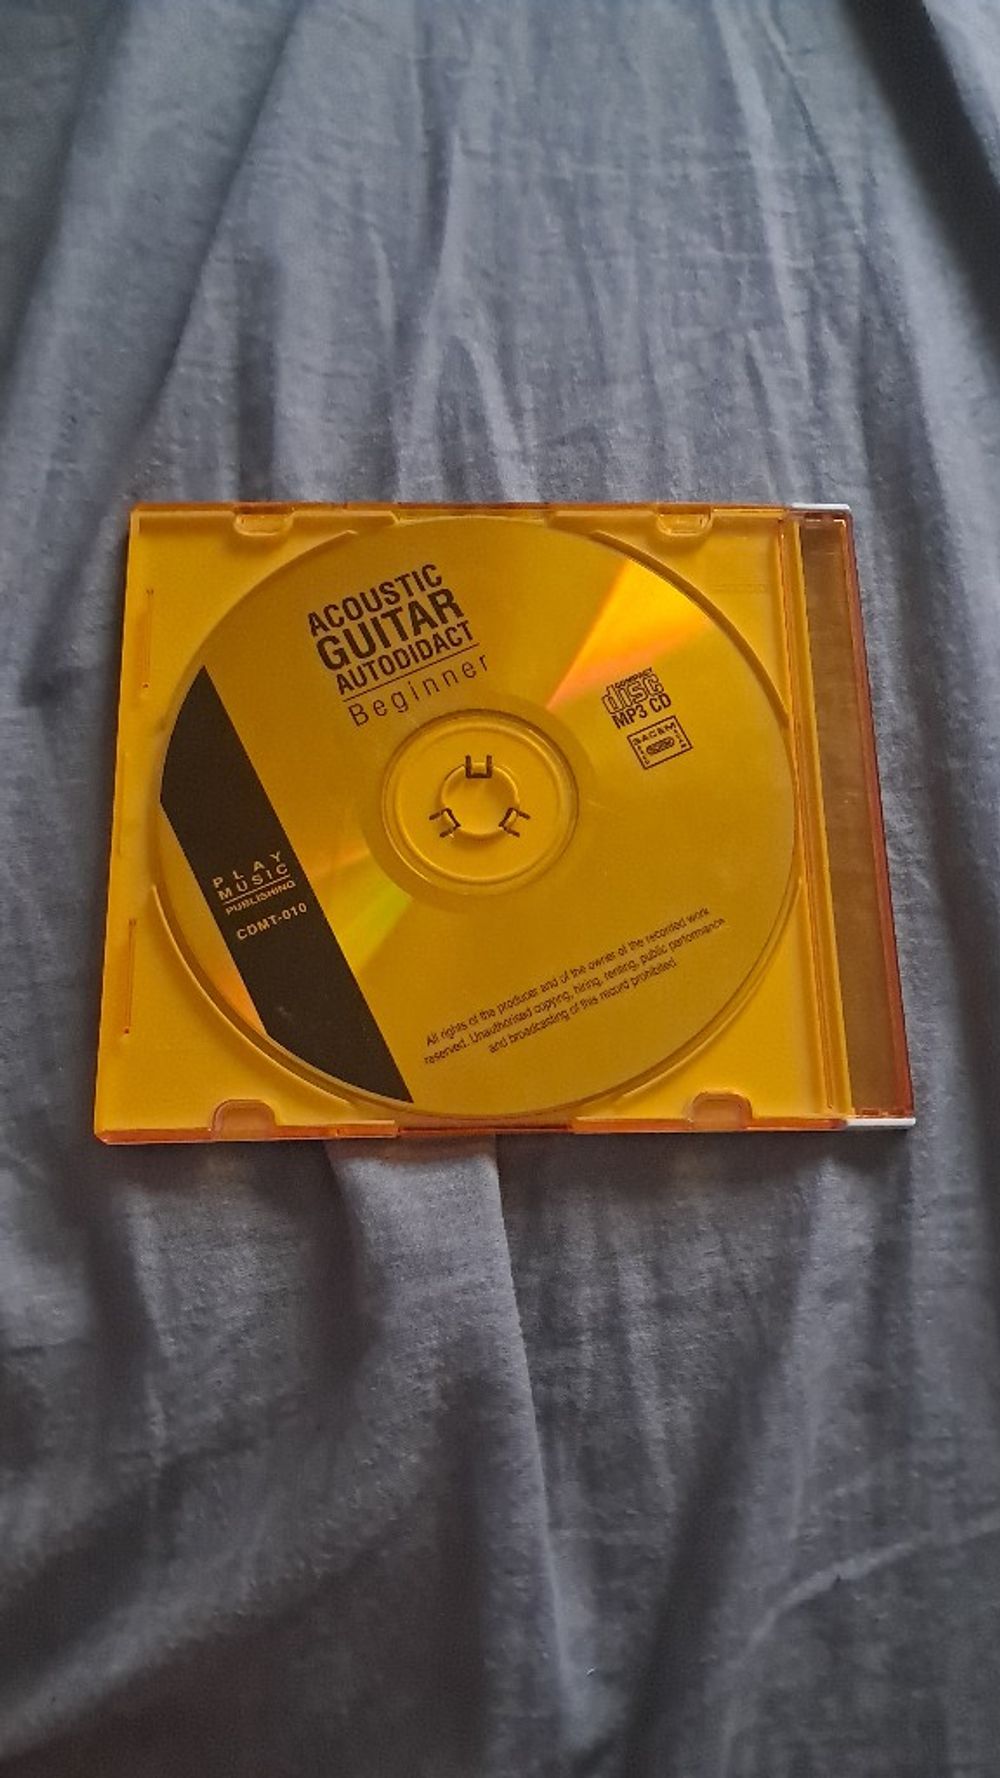 ACOUSTIC
GUITAR
AUTODIDACT
Beginner
COMPACT
disc
MP3 CD
SACEM
PLAY
MUSIC
PUBLISHING
CDMT-010
All rights of the producer and of the owner of the recorded work
reserved. Unauthorised copying, hiring, renting, public performance
and broadcasting of this record prohibited